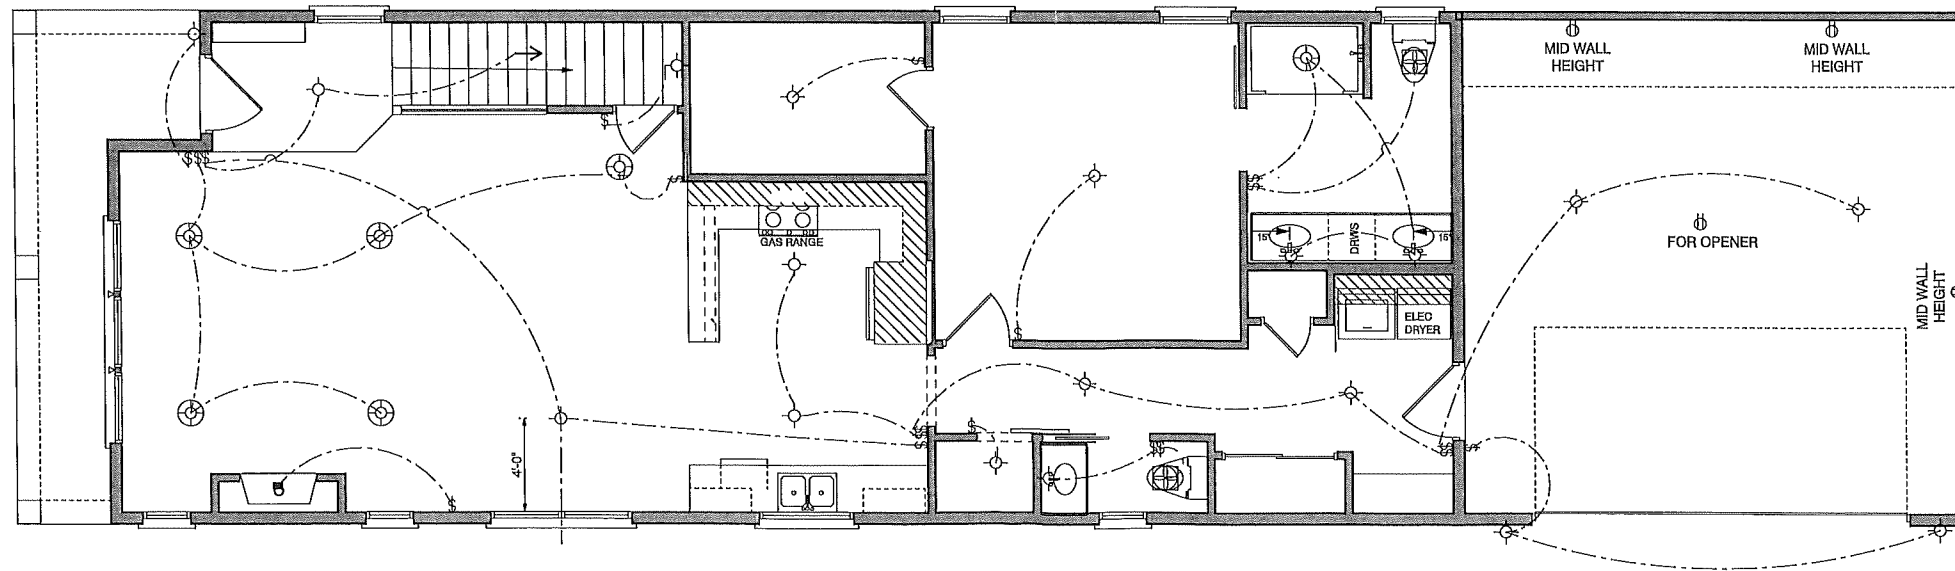 MID WALL
HEIGHT
MID WALL
HEIGHT
$
$
$$$
$
$
$
GAS RANGE
15"
DRWS
15"
FOR OPENER
MID WALL
HEIGHT
ELEC
DRYER
$
4'-0"
$$
$
$
$$
$$
$
$